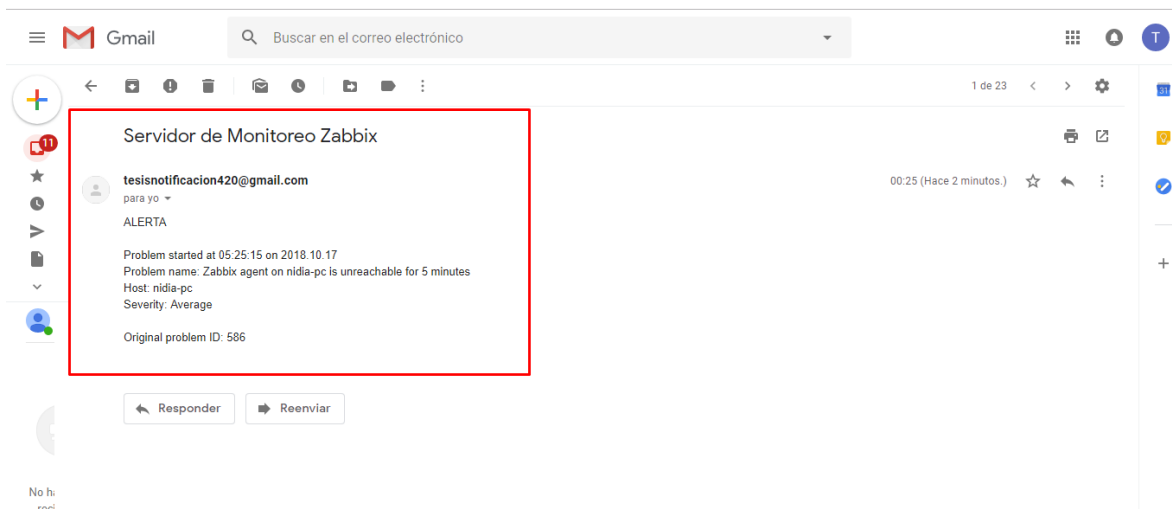 Gmail
Buscar en el correo electrónico
T
1 de 23
31
11
Servidor de Monitoreo Zabbix
tesisnotificacion420@gmail.com
00:25 (Hace 2 minutos.)
para yo
ALERTA
Problem started at 05:25:15 on 2018.10.17
Problem name: Zabbix agent on nidia-pc is unreachable for 5 minutes
Host: nidia-pc
Severity: Average
Original problem ID: 586
Responder
Reenviar
No